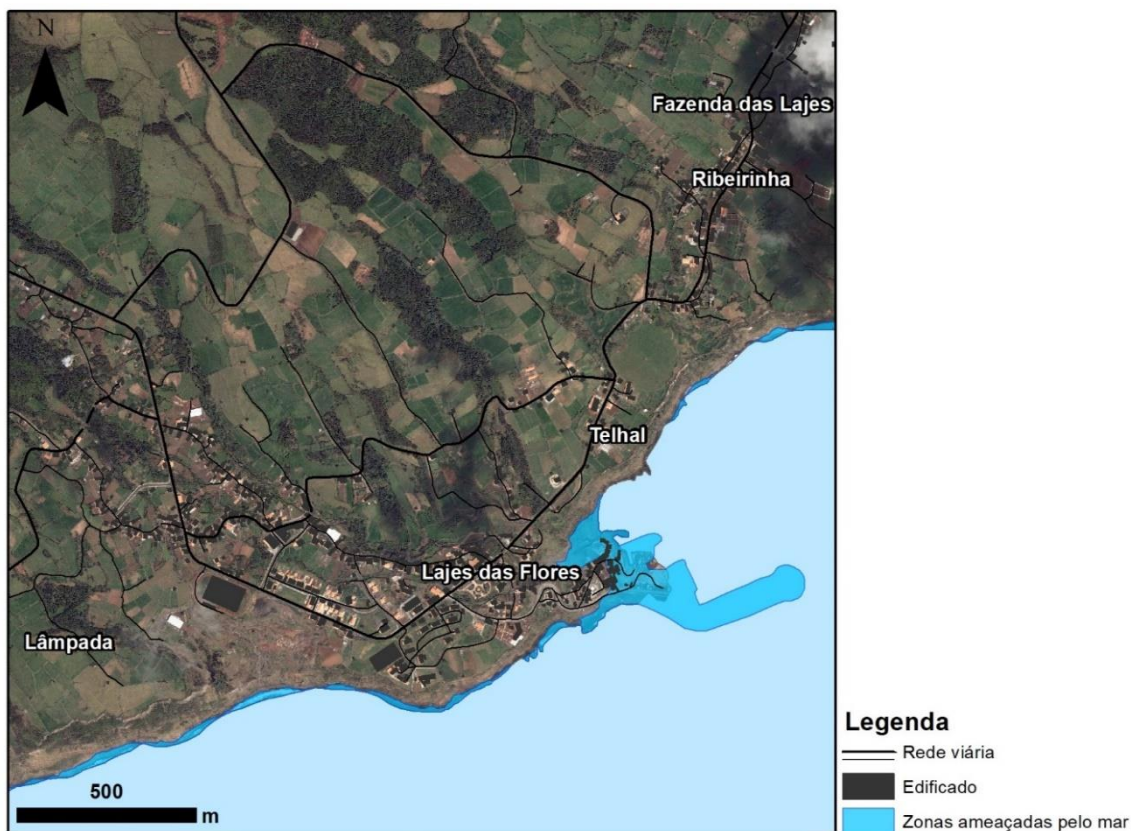 N
Fazenda das Lajes
Ribeirinha
Telhal
Lajes das Flores
Lâmpada
500
m
Legenda
Rede viária
Edificado
Zonas ameaçadas pelo mar